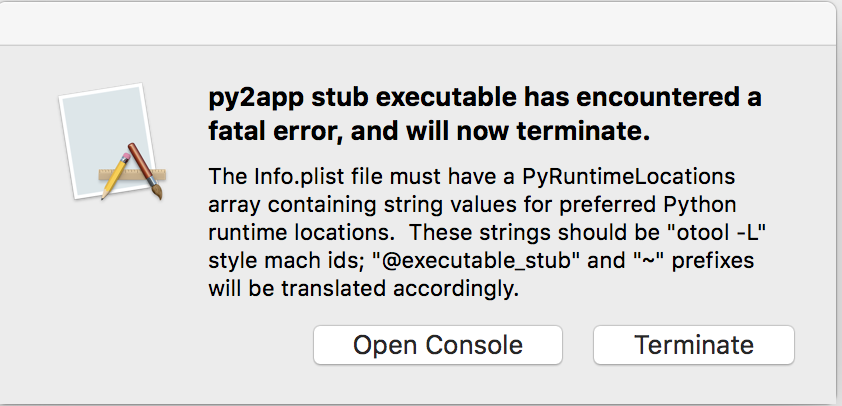 py2app stub executable has encountered a
fatal error, and will now terminate.
The Info.plist file must have a PyRuntimeLocations
array containing string values for preferred Python
runtime locations.  These strings should be "otool -L"
style mach ids; "@executable_stub" and "~" prefixes
will be translated accordingly.
Open Console
Terminate